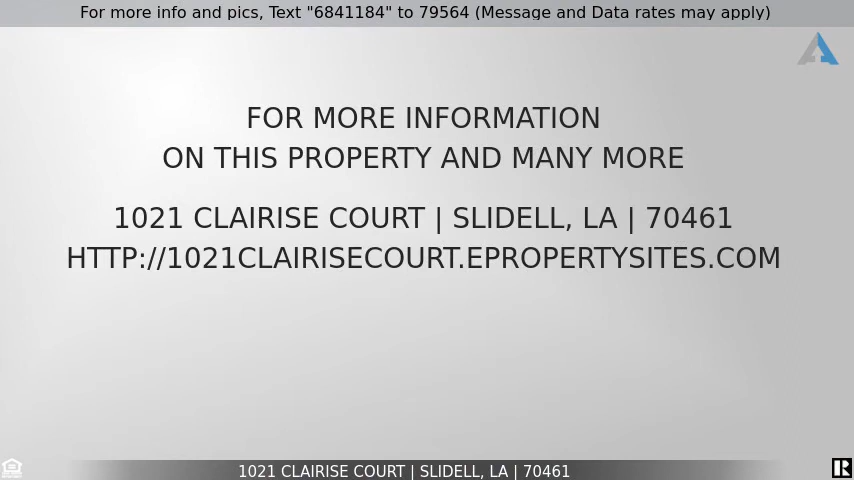 For more info and pics, Text "6841184" to 79564 (Message and Data rates may apply)
FOR MORE INFORMATION
ON THIS PROPERTY AND MANY MORE
1021 CLAIRISE COURT | SLIDELL, LA | 70461
HTTP://1021CLAIRISECOURT.EPROPERTYSITES.COM
1021 CLAIRISE COURT | SLIDELL, LA | 70461